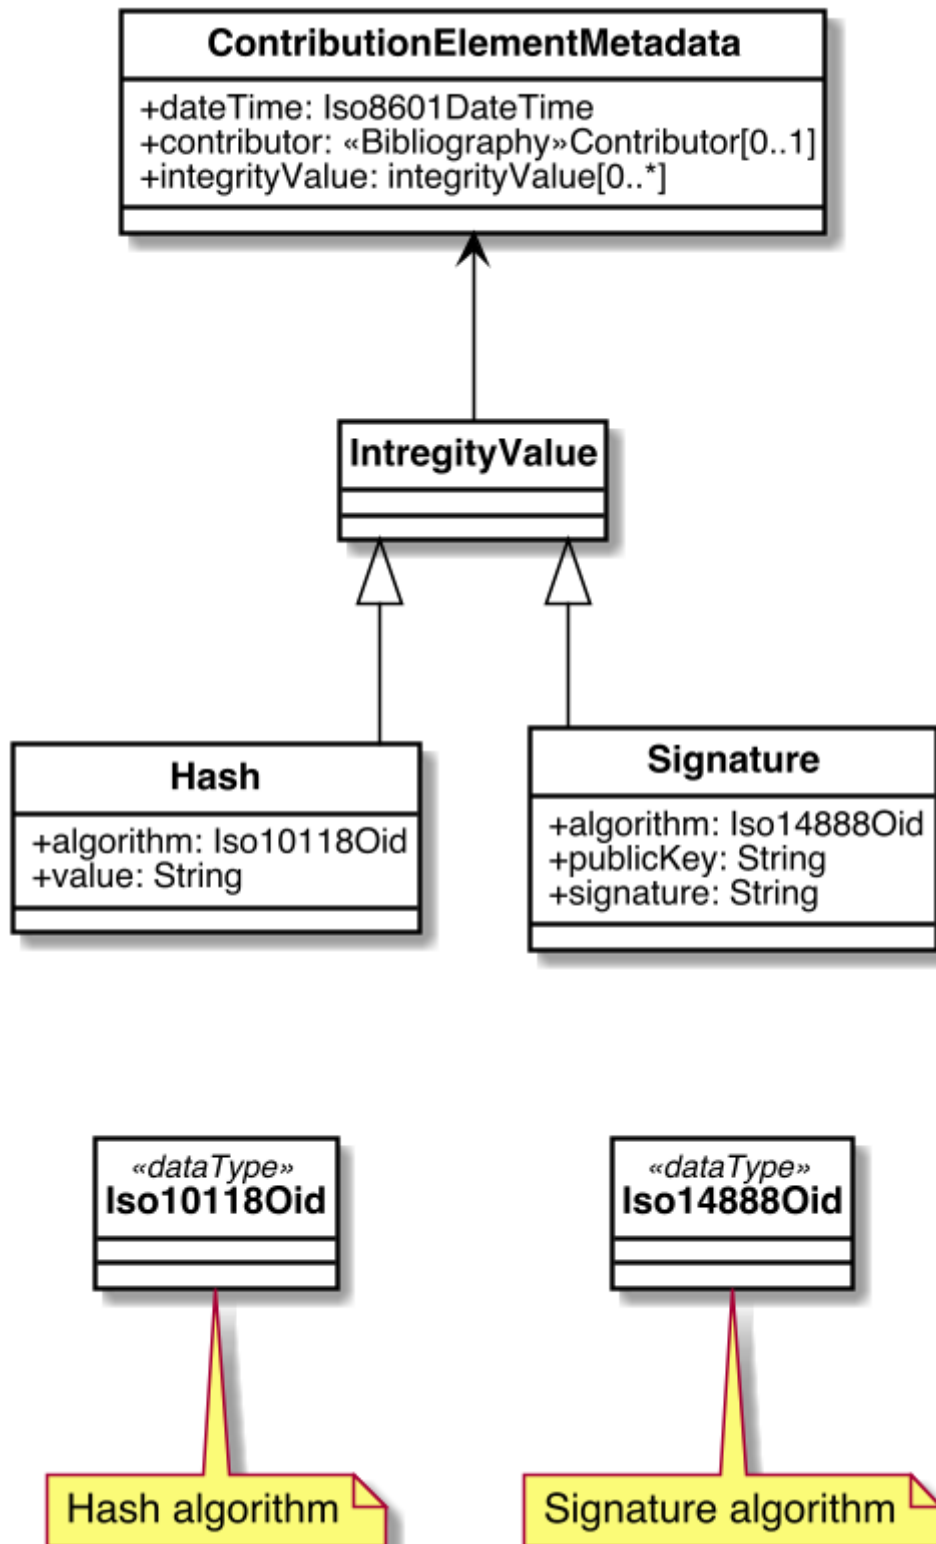 ContributionElementMetadata
+dateTime: Iso8601DateTime
+contributor: «Bibliography»Contributor[0..1]
+integrityValue: integrityValue[0..*]
IntregityValue
Hash
+algorithm: Iso10118Oid
+value: String
Signature
+algorithm: Iso14888Oid
+publicKey: String
+signature: String
«dataType»
Iso10118Oid
«dataType»
Iso14888Oid
Hash algorithm
Signature algorithm